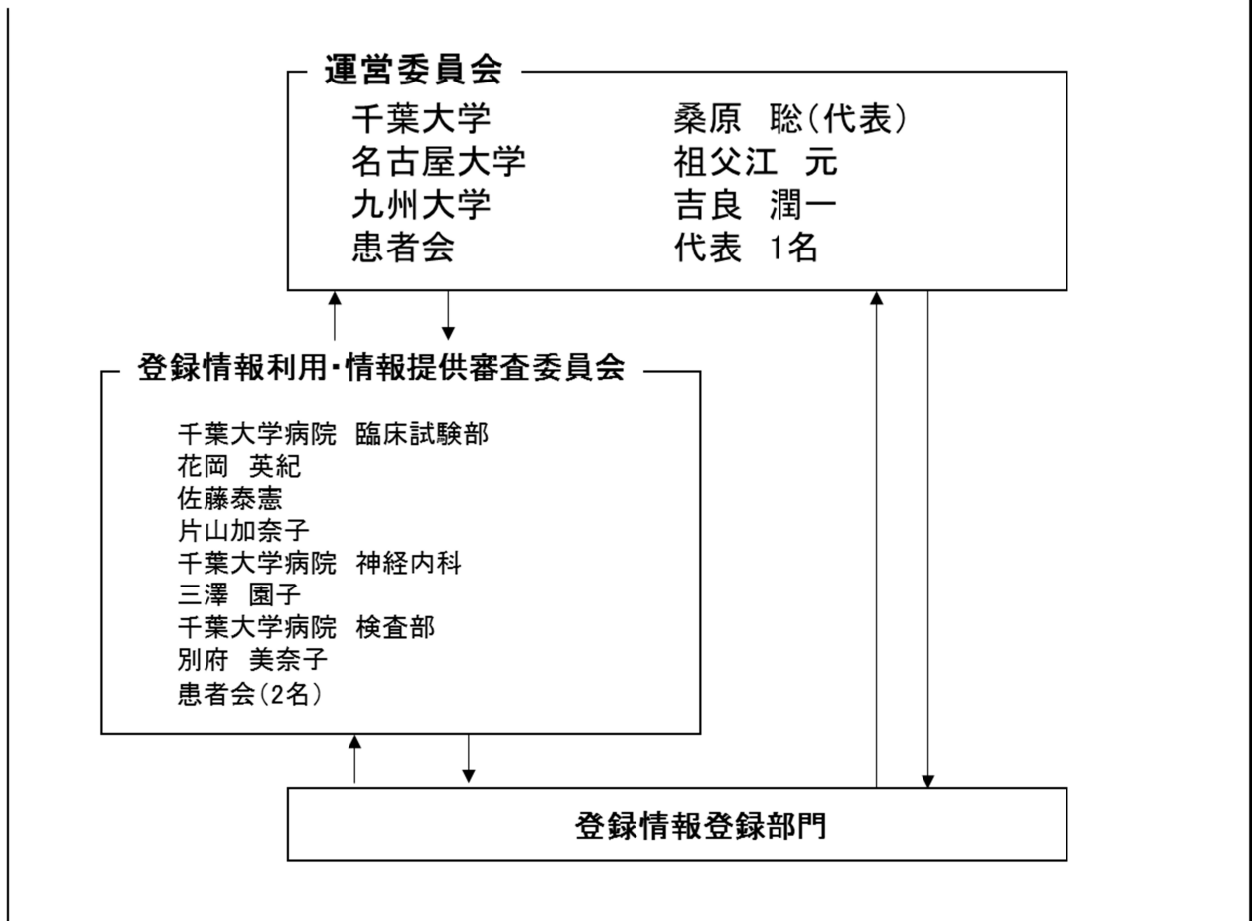 運営委員会
千葉大学 桑原 聡(代表)
名古屋大学 祖父江 元
九州大学 吉良 潤一
患者会 代表 1名
登録情報利用・情報提供審査委員会
千葉大学病院 臨床試験部
花岡 英紀
佐藤泰憲
片山加奈子
千葉大学病院 神経内科
三澤 園子
千葉大学病院 検査部
別府 美奈子
患者会(2名)
登録情報登録部門